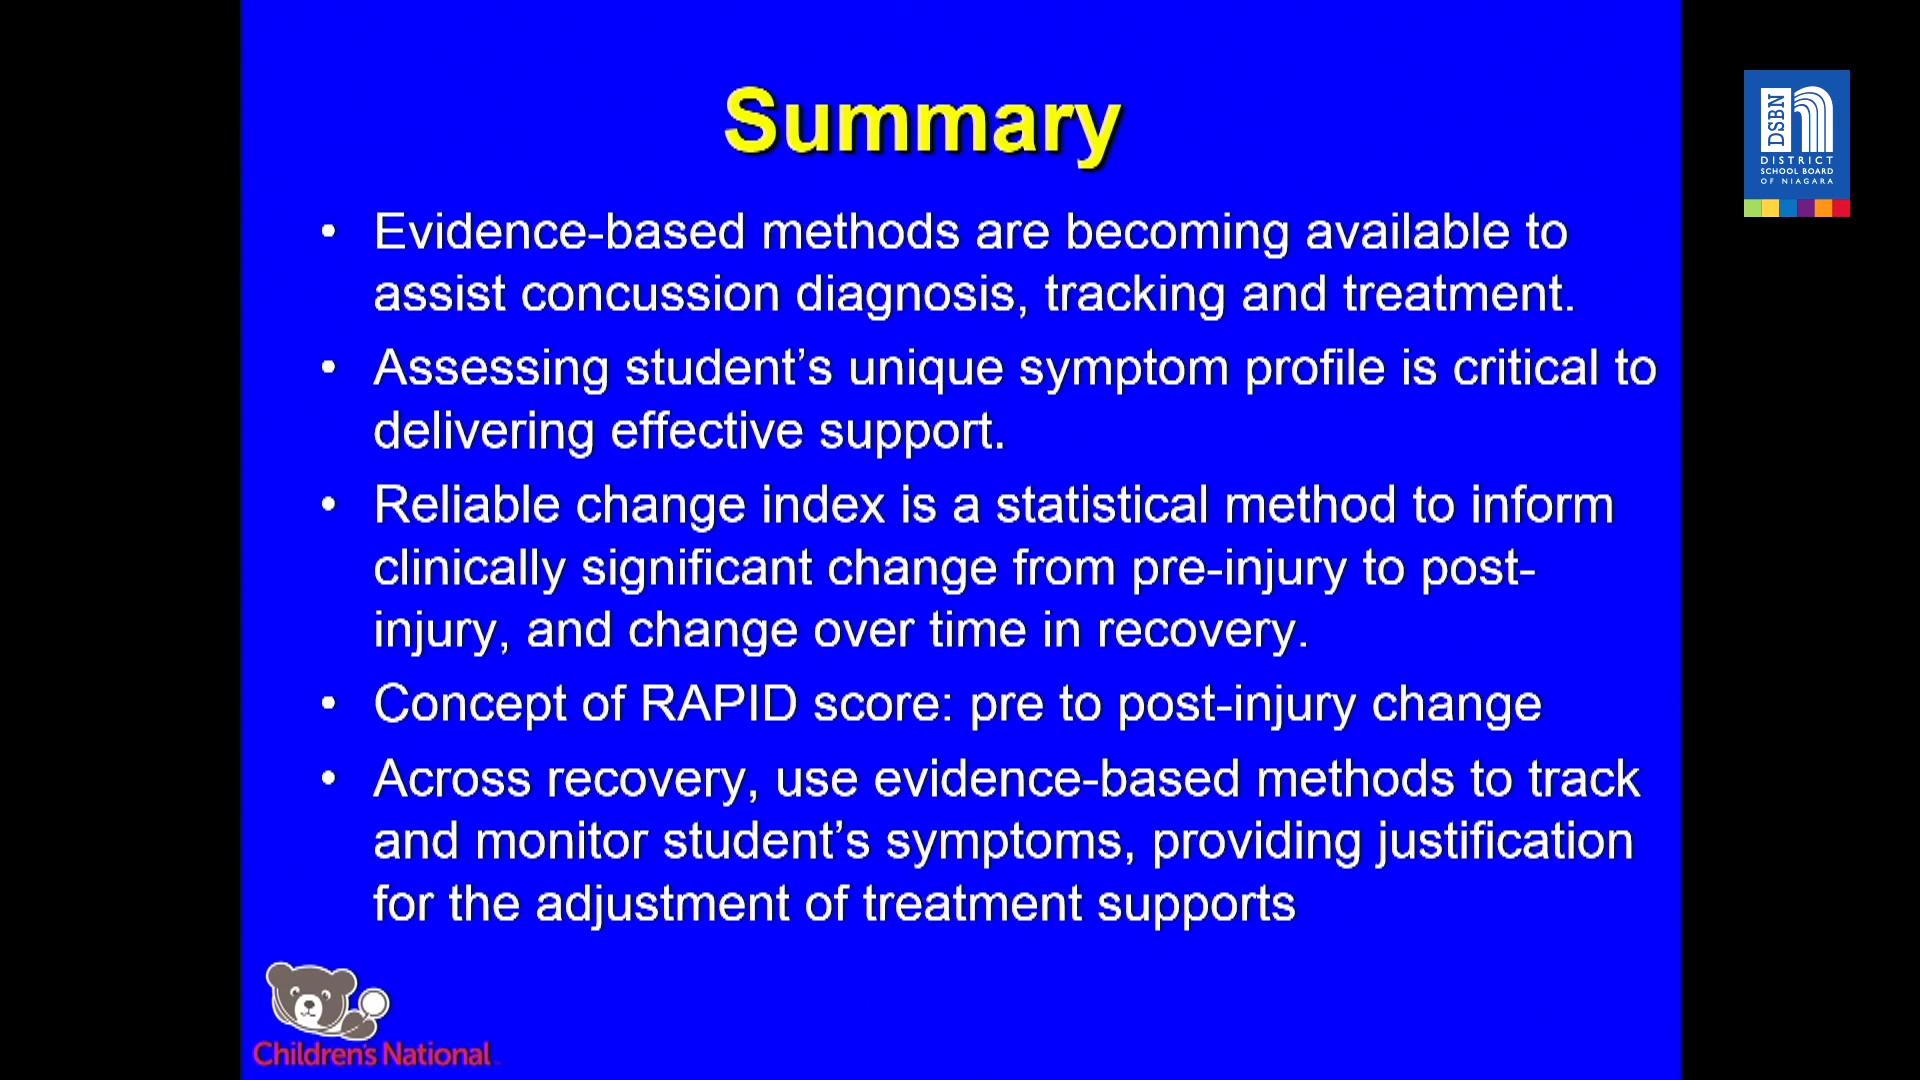 Summary
DSBN
DISTRICT
SCHOOL BOARD
OF NIAGARA
• Evidence-based methods are becoming available to
assist concussion diagnosis, tracking and treatment.
• Assessing student’s unique symptom profile is critical to
delivering effective support.
• Reliable change index is a statistical method to inform
clinically significant change from pre-injury to post-
injury, and change over time in recovery.
• Concept of RAPID score: pre to post-injury change
• Across recovery, use evidence-based methods to track
and monitor student’s symptoms, providing justification
for the adjustment of treatment supports
Children's National